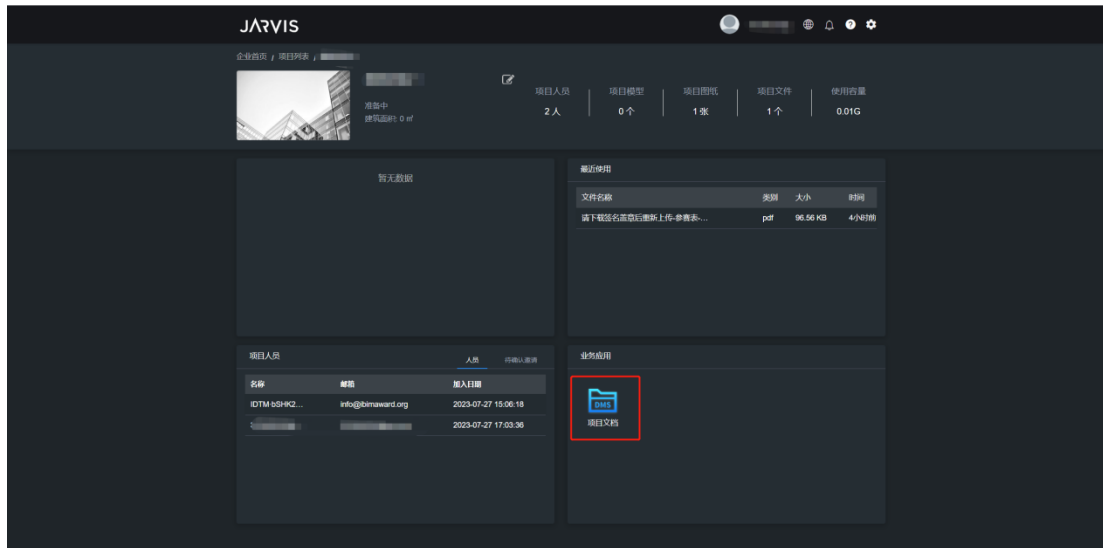 JARVIS
企业首页 / 项目列表 /
准备中
建筑面积: 0 ㎡
项目人员 项目模型 项目图纸 项目文件 使用容量
2人 0个 1张 1个 0.01G
暂无数据
最近使用
文件名称 类别 大小 时间
请下载签名盖章后重新上传-参赛表-... pdf 96.56 KB 4小时前
项目人员 人员 待确认邀请
名称 邮箱 加入日期
IDTM-bSHK2... info@ibimaward.org 2023-07-27 15:06:18
2023-07-27 17:03:36
业务应用
DMS
项目文档